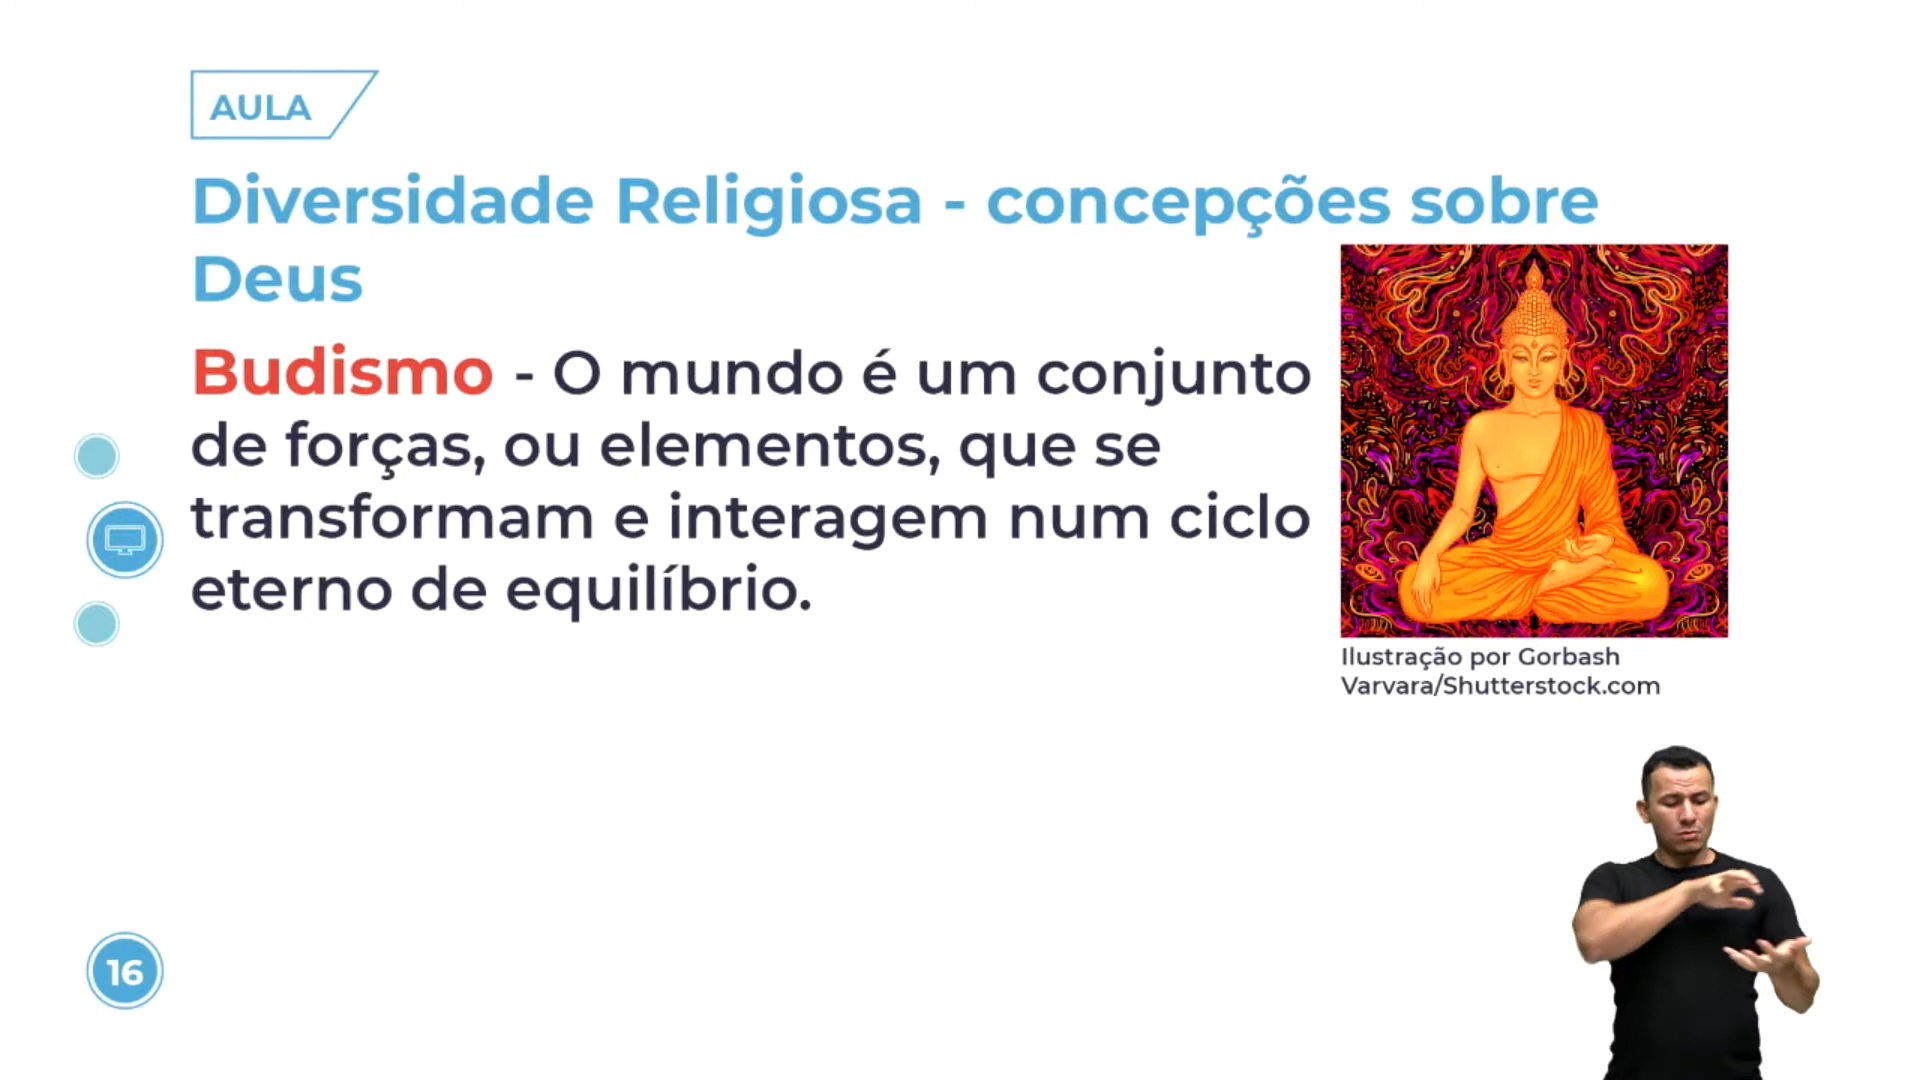 AULA
Diversidade Religiosa - concepções sobre
Deus
Budismo - O mundo é um conjunto
de forças, ou elementos, que se
transformam e interagem num ciclo
eterno de equilíbrio.
Ilustração por Gorbash
Varvara/Shutterstock.com
16